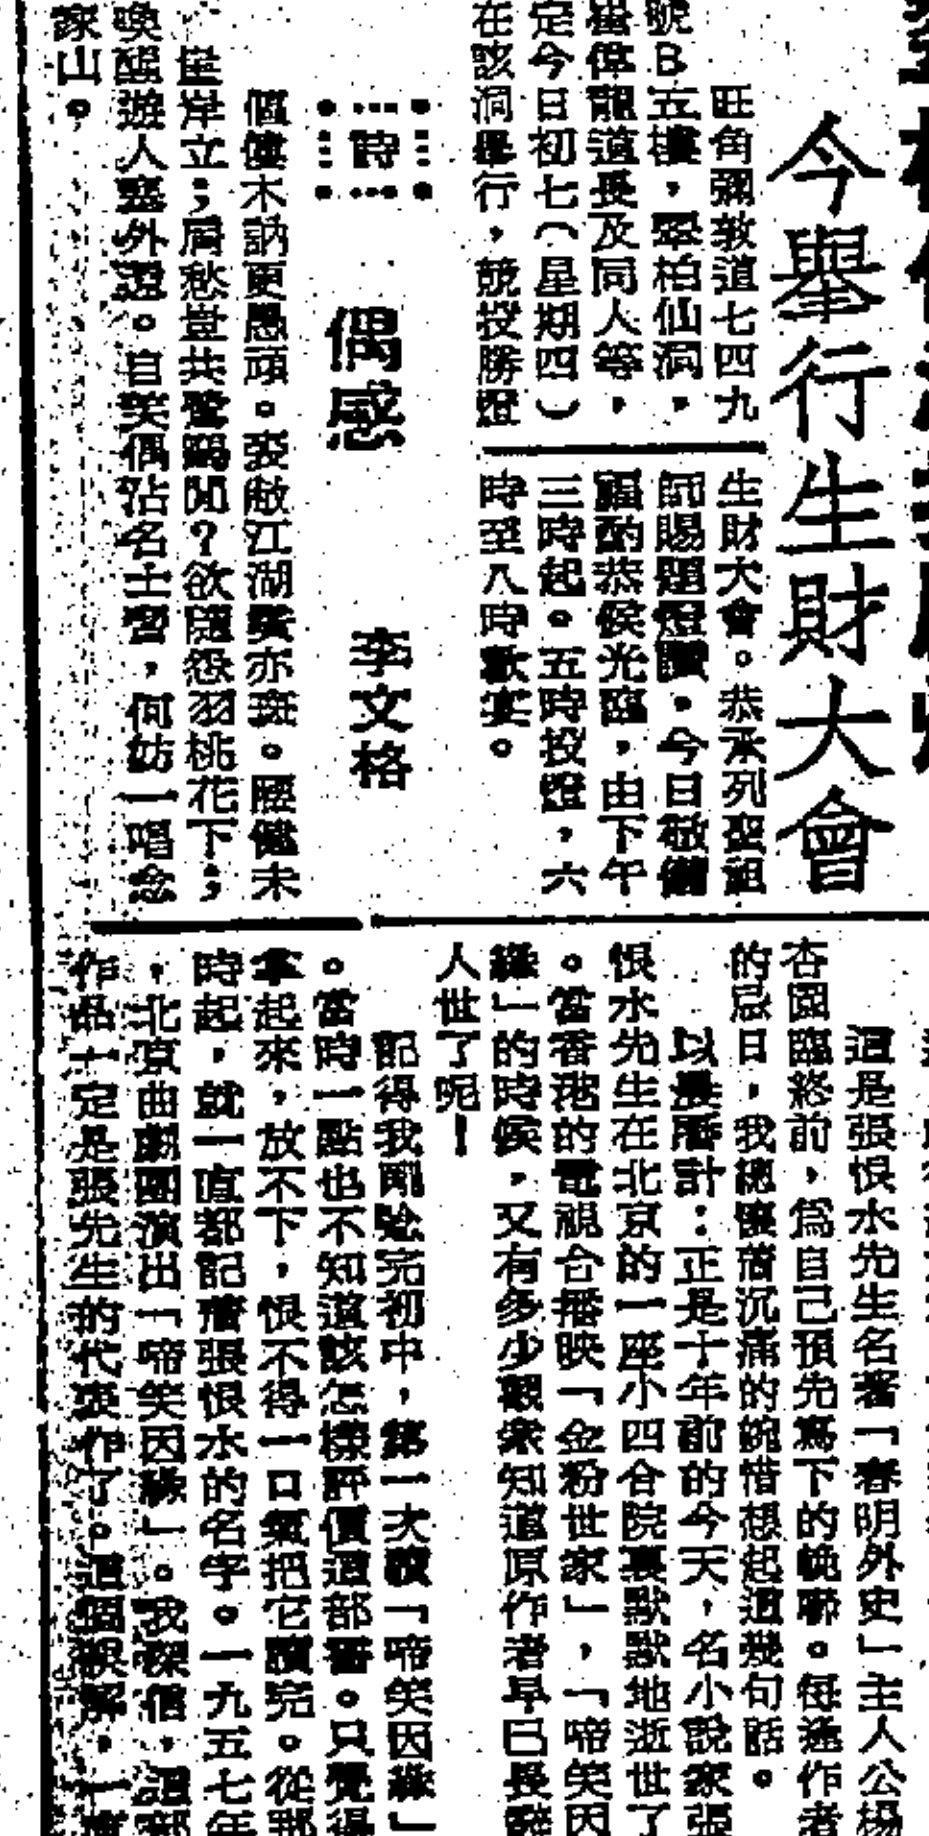 今舉行生財大會
旺角彌敦道七四九
號B五樓，翠柏仙洞，
偉龍道長及同人等，
定今日初七（星期四）
在該洞舉行，競投勝燈
生財大會。恭承列聖祖
師賜題燈讚。今日敬備
酌恭候光臨，由下午
三時起。五時投燈，六
時至八時歡宴。
詩
偶感
李文格
個僂木訥更愚頑。裘敝江湖鬢亦斑。腰健未
岸立；眉愁豈共鷺鷗閒？欲隨怨羽桃花下；
喚醒遊人塞外還。自笑偶沾名士習，何妨一唱念
家山。
這是張恨水先生名著「春明外史」主人公楊
杏園臨終前，為自己預先寫下的輓聯。每逢作者
的忌日，我總懷着沉痛的惋惜想起這幾句話。
以農曆計：正是十年前的今天，名小說家張
恨水先生在北京的一座小四合院裏默默地逝世了
。當香港的電視台播映「金粉世家」，「啼笑因
緣」的時候，又有多少觀衆知道原作者早已長辭
人世了呢！
記得我剛唸完初中，第一次讀「啼笑因緣」
。當時一點也不知道該怎樣評價這部書。只覺得
拿起來，放不下，恨不得一口氣把它讀完。從那
時起，就一直都記着張恨水的名字。一九五七年
，北京曲劇團演出「啼笑因緣」。我深信，這部
作品一定是張先生的代表作了。這個誤解，一直